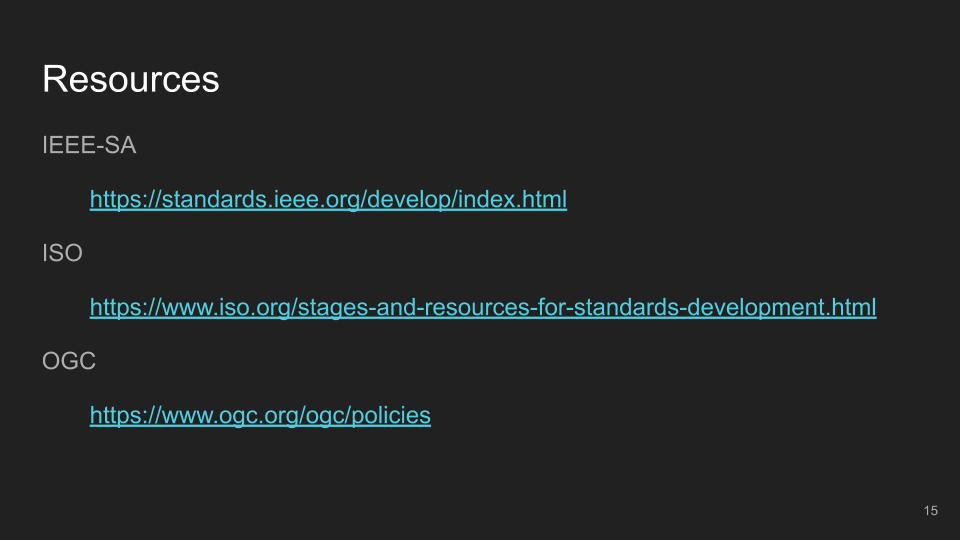 Resources
IEEE-SA
https://standards.ieee.org/develop/index.html
ISO
https://www.iso.org/stages-and-resources-for-standards-development.html
OGC
https://www.ogc.org/ogc/policies
15